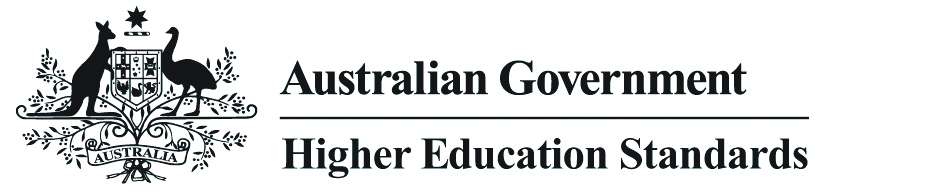 Australian Government
Higher Education Standards
AUSTRALIA